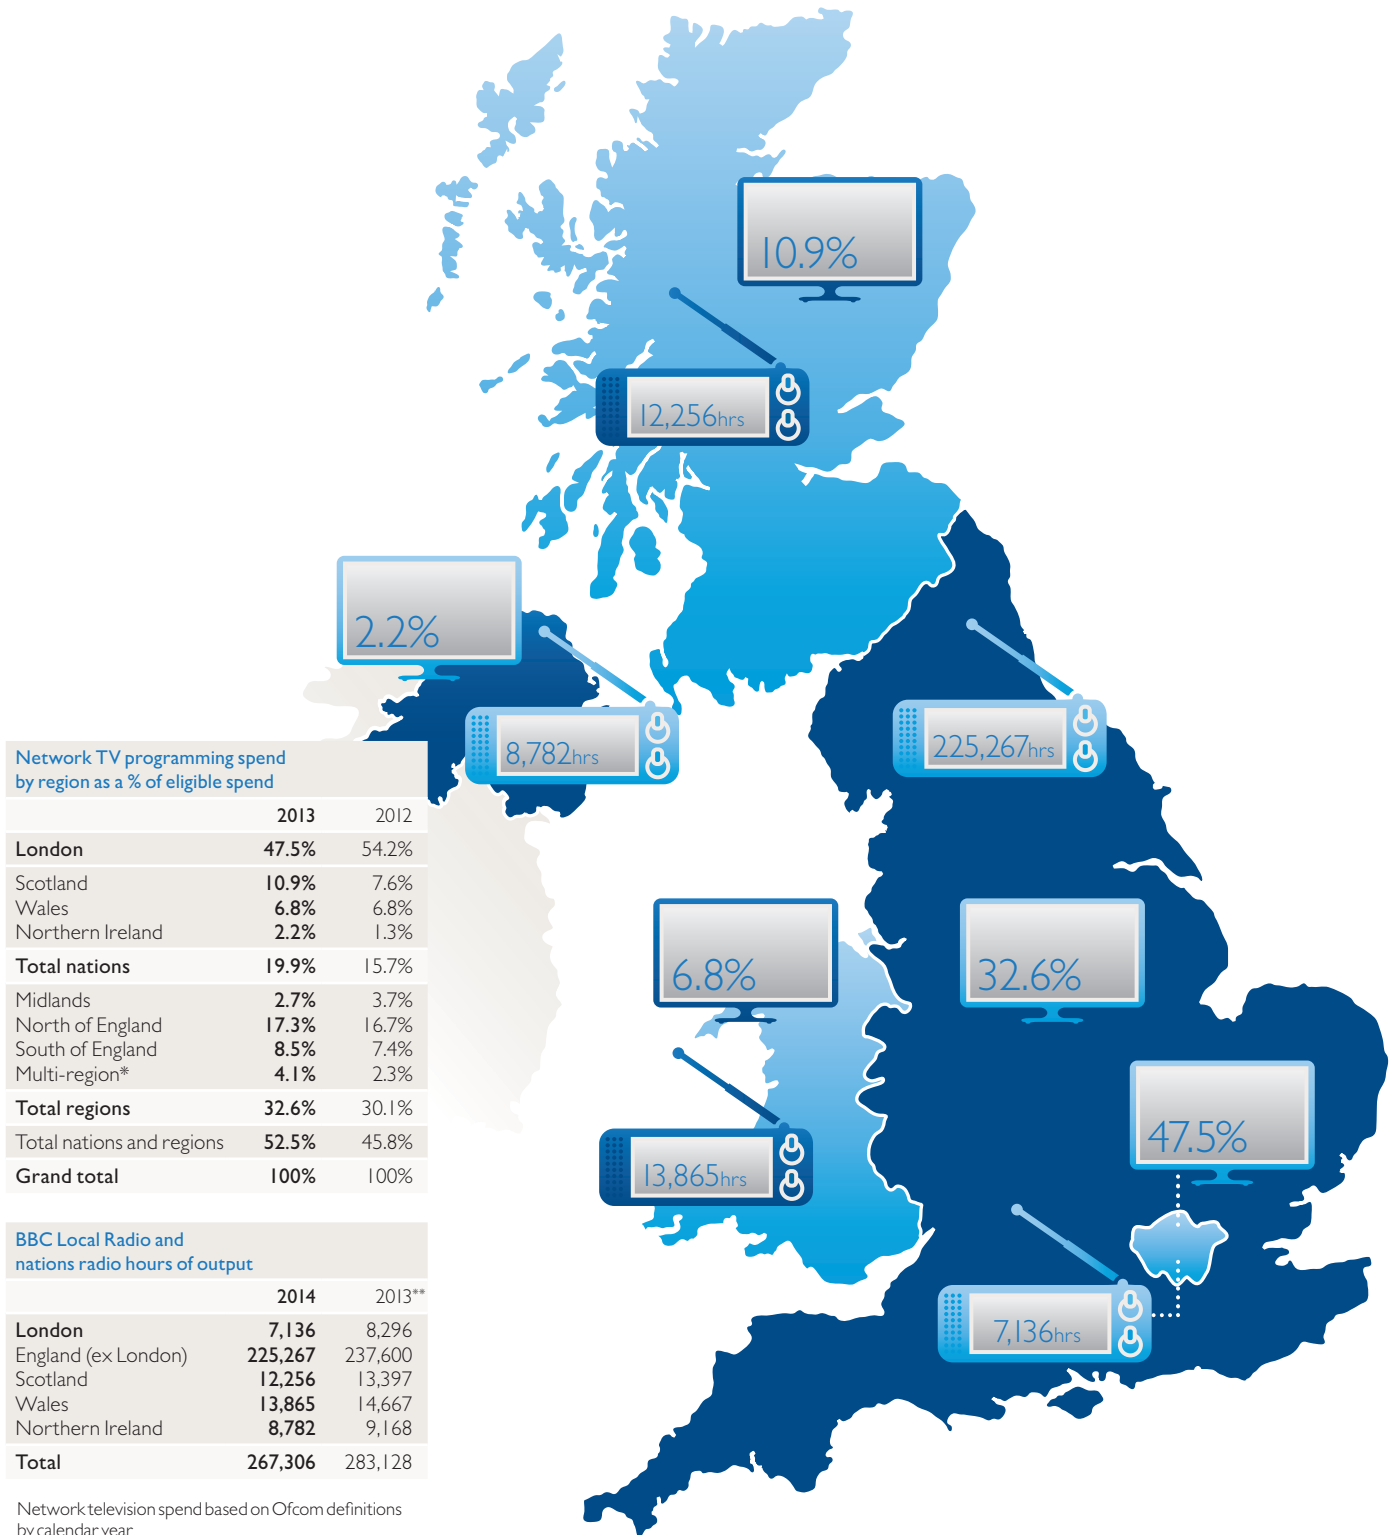 10.9%
12,256hrs
2.2%
8,782hrs
225,267hrs
6.8%
32.6%
47.5%
13,865hrs
7,136hrs
Network TV programming spend
by region as a % of eligible spend
2013 2012
London 47.5% 54.2%
Scotland 10.9% 7.6%
Wales 6.8% 6.8%
Northern Ireland 2.2% 1.3%
Total nations 19.9% 15.7%
Midlands 2.7% 3.7%
North of England 17.3% 16.7%
South of England 8.5% 7.4%
Multi-region* 4.1% 2.3%
Total regions 32.6% 30.1%
Total nations and regions 52.5% 45.8%
Grand total 100% 100%
BBC Local Radio and
nations radio hours of output
2014 2013**
London 7,136 8,296
England (ex London) 225,267 237,600
Scotland 12,256 13,397
Wales 13,865 14,667
Northern Ireland 8,782 9,168
Total 267,306 283,128
Network television spend based on Ofcom definitions
by calendar year